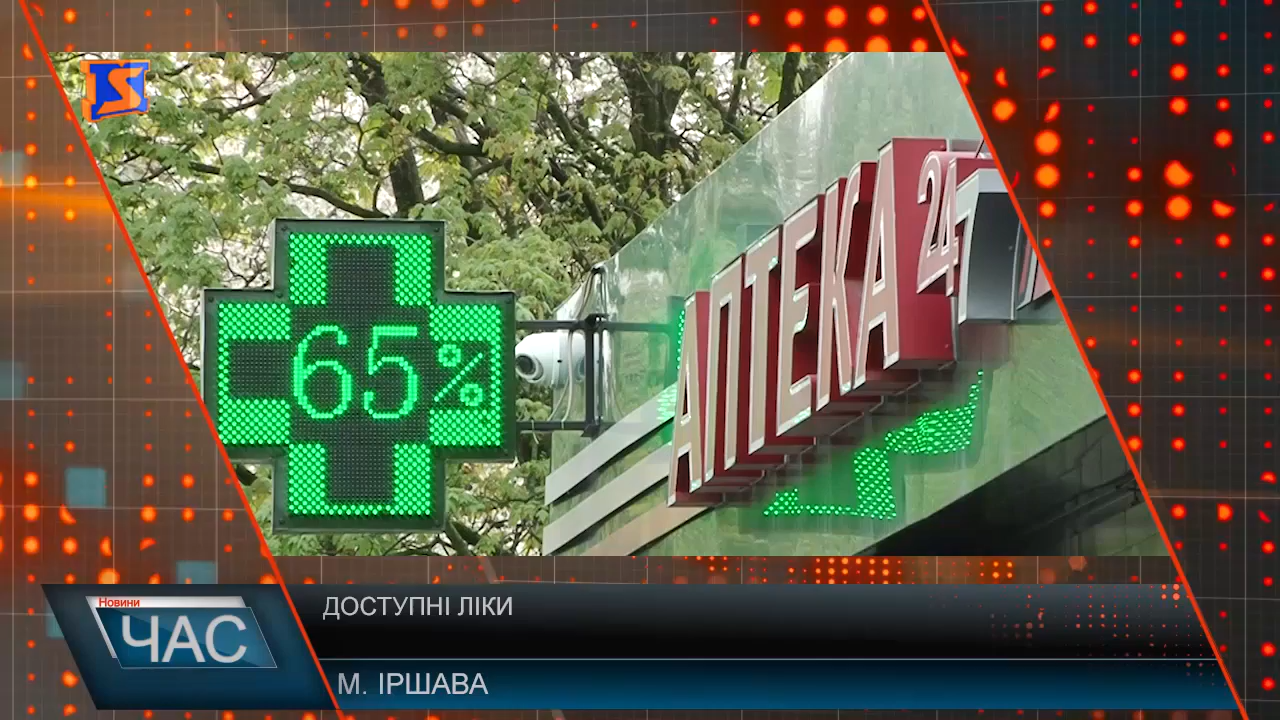 65%
АПТЕКА 24
Новини
ЧАС
ДОСТУПНІ ЛІКИ
М. ІРШАВА